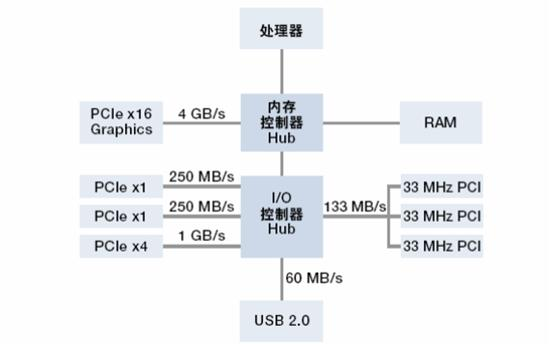 处理器
PCIe x16
Graphics
4 GB/s
内存
控制器
Hub
RAM
PCIe x1
250 MB/s
PCIe x1
250 MB/s
PCIe x4
1 GB/s
I/O
控制器
Hub
133 MB/s
33 MHz PCI
33 MHz PCI
33 MHz PCI
60 MB/s
USB 2.0